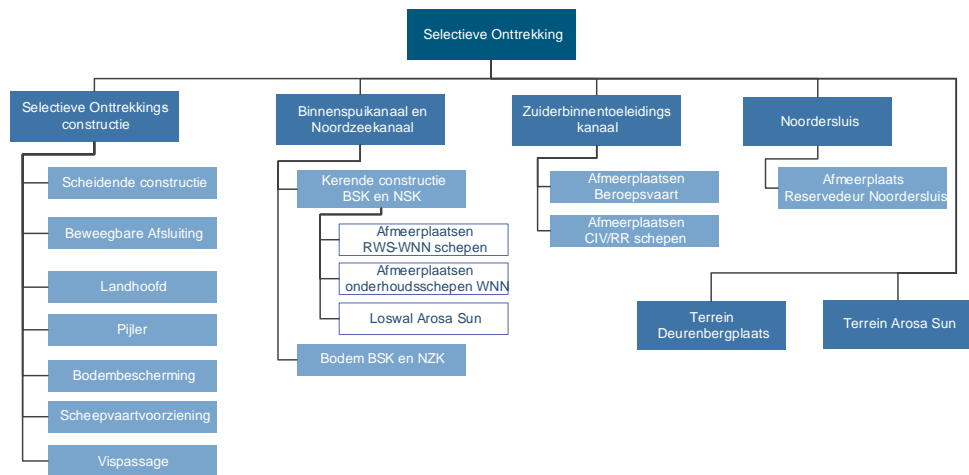 Selectieve Onttrekking
Selectieve Onttrekkings
constructie
Scheidende constructie
Beweegbare Afsluiting
Landhoofd
Pijler
Bodembescherming
Scheepvaartvoorziening
Vispassage
Binnenspuikanaal en
Noordzeekanaal
Kerende constructie
BSK en NSK
Afmeerplaatsen
RWS-WNN schepen
Afmeerplaatsen
onderhoudsschepen WNN
Loswal Arosa Sun
Bodem BSK en NZK
Zuiderbinnentoeleidings
kanaal
Afmeerplaatsen
Beroepsvaart
Afmeerplaatsen
CIV/RR schepen
Noordersluis
Afmeerplaats
Reservedeur Noordersluis
Terrein
Deurenbergplaats
Terrein Arosa Sun